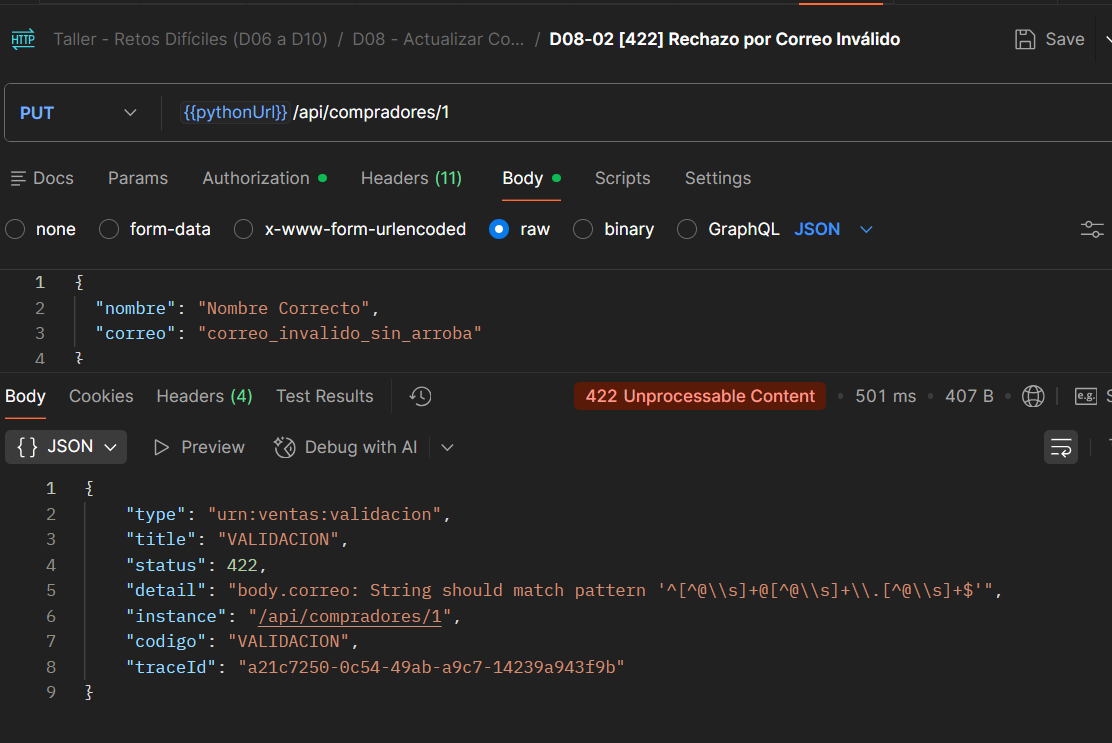 HTTP Taller - Retos Difíciles (D06 a D10) / D08 - Actualizar Co... / D08-02 [422] Rechazo por Correo Inválido Save
PUT {{pythonUrl}} /api/compradores/1
Docs Params Authorization Headers (11) Body Scripts Settings
none form-data x-www-form-urlencoded raw binary GraphQL JSON
1 {
2 "nombre": "Nombre Correcto",
3 "correo": "correo_invalido_sin_arroba"
4 }
Body Cookies Headers (4) Test Results 422 Unprocessable Content 501 ms 407 B e.g. S
{} JSON Preview Debug with AI
1 {
2 "type": "urn:ventas:validacion",
3 "title": "VALIDACION",
4 "status": 422,
5 "detail": "body.correo: String should match pattern '^[^@\\s]+@[^@\\s]+\\.[^@\\s]+$'",
6 "instance": "/api/compradores/1",
7 "codigo": "VALIDACION",
8 "traceId": "a21c7250-0c54-49ab-a9c7-14239a943f9b"
9 }